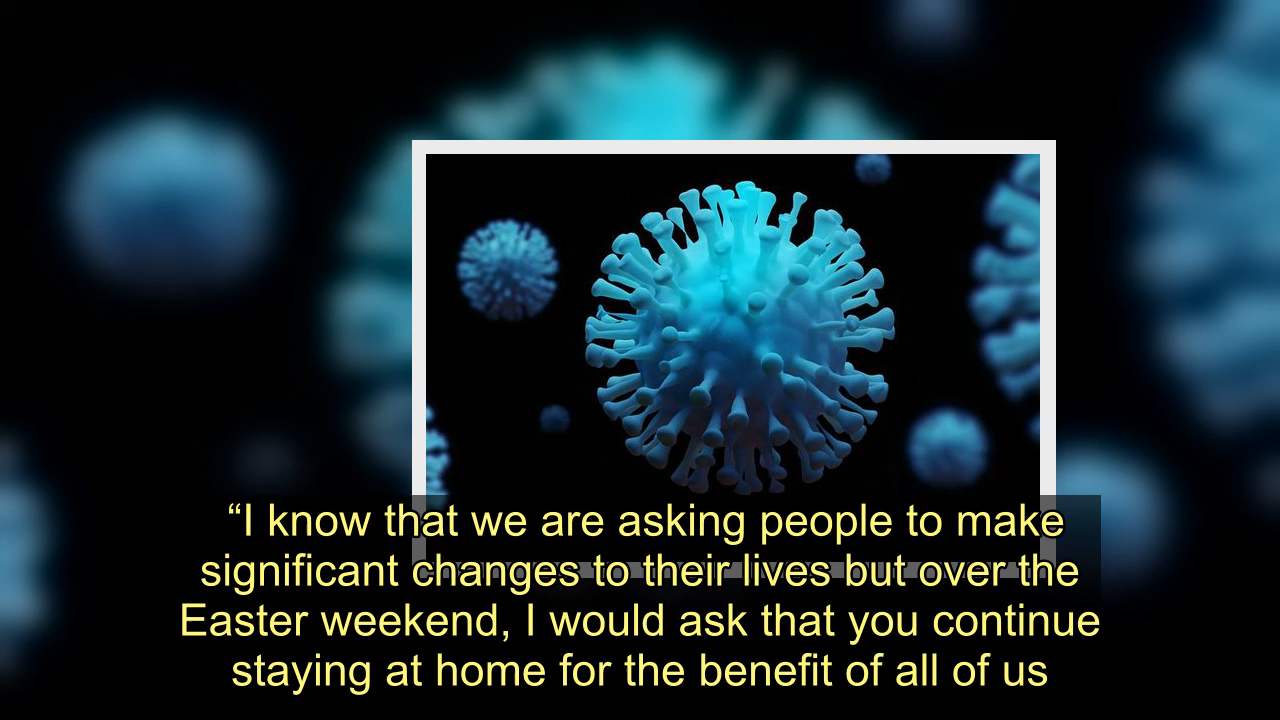 “I know that we are asking people to make
significant changes to their lives but over the
Easter weekend, I would ask that you continue
staying at home for the benefit of all of us